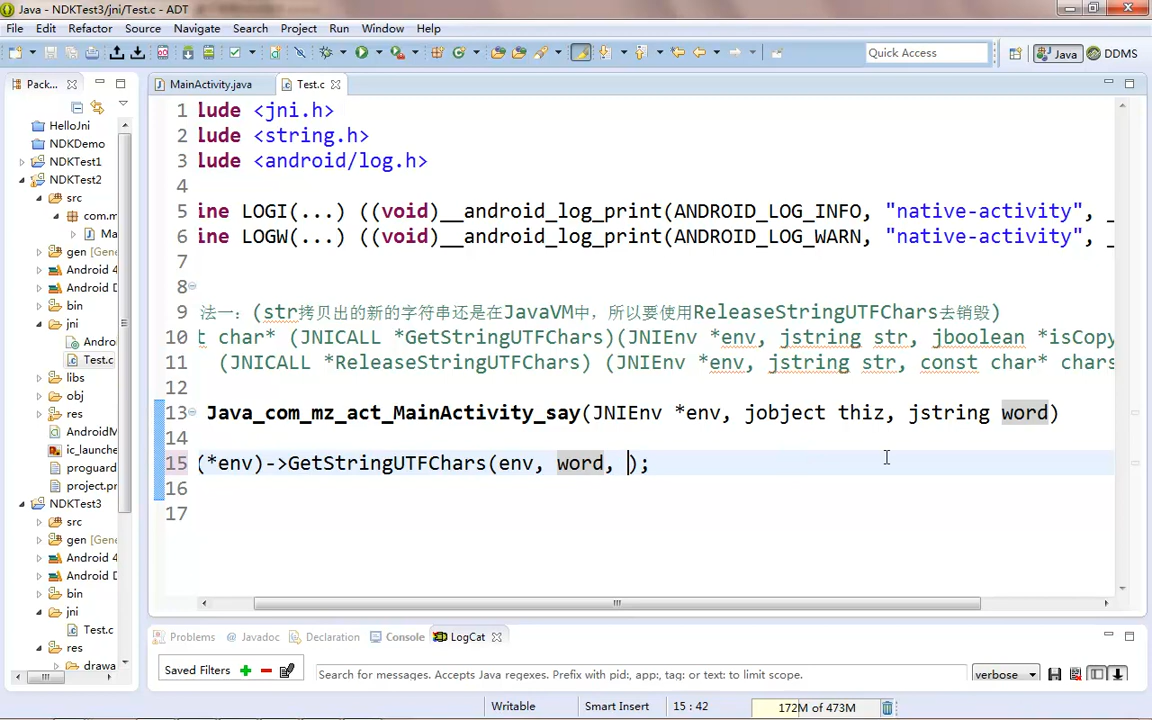 Java - NDKTest3/jni/Test.c - ADT
File Edit Refactor Source Navigate Search Project Run Window Help
Quick Access
Java
DDMS
Pack...
MainActivity.java
Test.c
HelloJni
NDKDemo
NDKTest1
NDKTest2
src
com.m
Ma
gen [Gene
Android 4
Android D
bin
jni
Andro
Test.c
libs
obj
res
AndroidM
ic_launche
proguard
project.pro
NDKTest3
src
gen [Gene
Android 4
Android D
bin
jni
Test.c
res
drawa
1 lude <jni.h>
2 lude <string.h>
3 lude <android/log.h>
4
5 ine LOGI(...) ((void)__android_log_print(ANDROID_LOG_INFO, "native-activity", _
6 ine LOGW(...) ((void)__android_log_print(ANDROID_LOG_WARN, "native-activity", _
7
8
9 法一：(str拷贝出的新的字符串还是在JavaVM中，所以要使用ReleaseStringUTFChars去销毁)
10 t char* (JNICALL *GetStringUTFChars)(JNIEnv *env, jstring str, jboolean *isCopy
11 (JNICALL *ReleaseStringUTFChars) (JNIEnv *env, jstring str, const char* chars
12
13 Java_com_mz_act_MainActivity_say(JNIEnv *env, jobject thiz, jstring word)
14
15 (*env)->GetStringUTFChars(env, word, );
16
17
Problems @ Javadoc Declaration Console LogCat
Saved Filters
Search for messages. Accepts Java regexes. Prefix with pid:, app:, tag: or text: to limit scope.
verbose
Writable
Smart Insert
15 : 42
172M of 473M